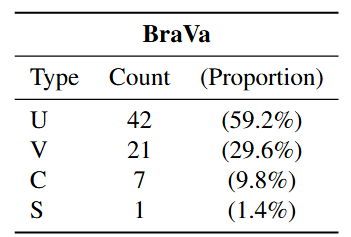 BraVa
Type Count (Proportion)
U 42 (59.2%)
V 21 (29.6%)
C 7 (9.8%)
S 1 (1.4%)